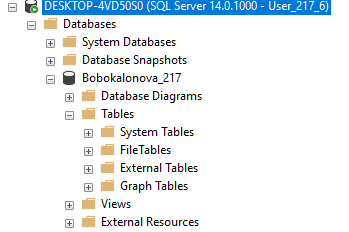 DESKTOP-4VD50S0 (SQL Server 14.0.1000 - User_217_6)
Databases
System Databases
Database Snapshots
Bobokalonova_217
Database Diagrams
Tables
System Tables
FileTables
External Tables
Graph Tables
Views
External Resources